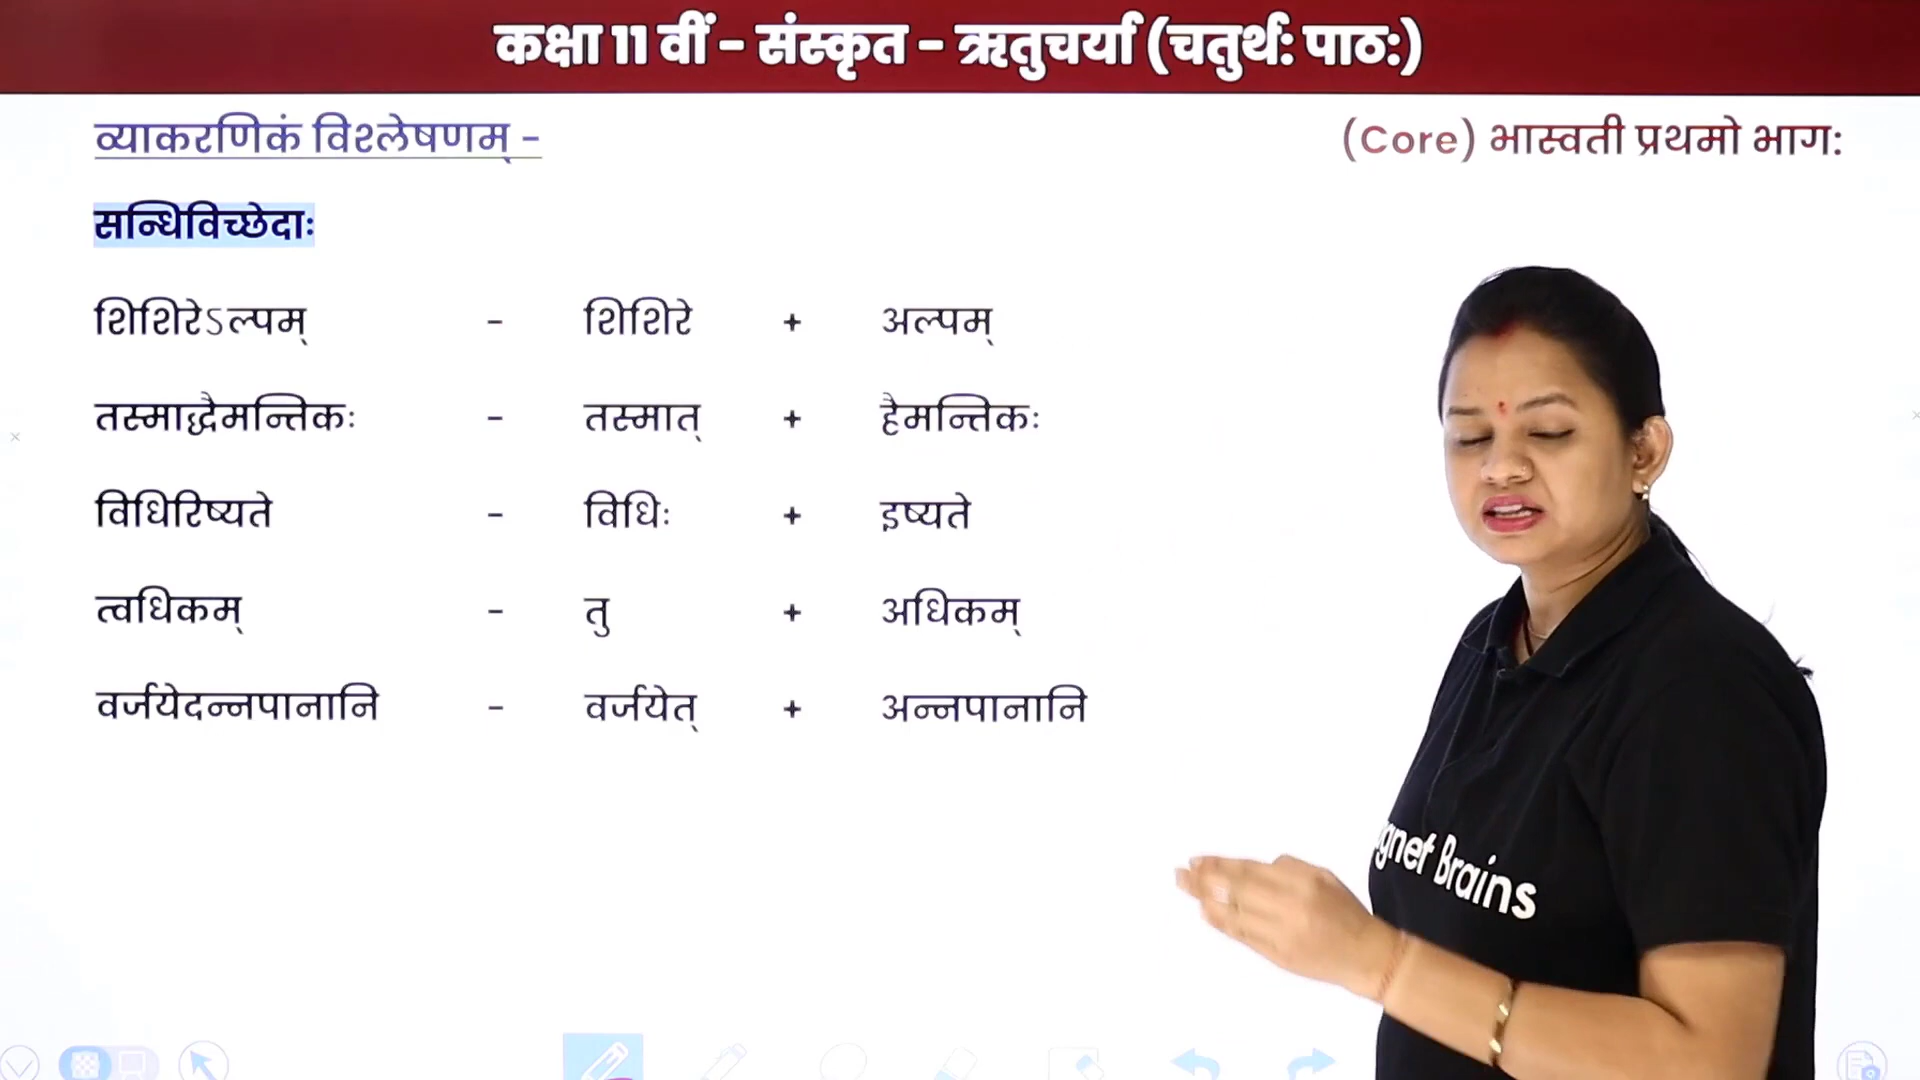 कक्षा 11 वीं - संस्कृत - ऋतुचर्या (चतुर्थ: पाठ:)
व्याकरणिकं विश्लेषणम् -
(Core) भास्वती प्रथमो भाग:
सन्धिविच्छेदाः
शिशिरेऽल्पम् - शिशिरे + अल्पम्
तस्माद्धैमन्तिकः - तस्मात् + हैमन्तिकः
विधिरिष्यते - विधिः + इष्यते
त्वधिकम् - तु + अधिकम्
वर्जयेदन्नपानानि - वर्जयेत् + अन्नपानानि
gnet Brains